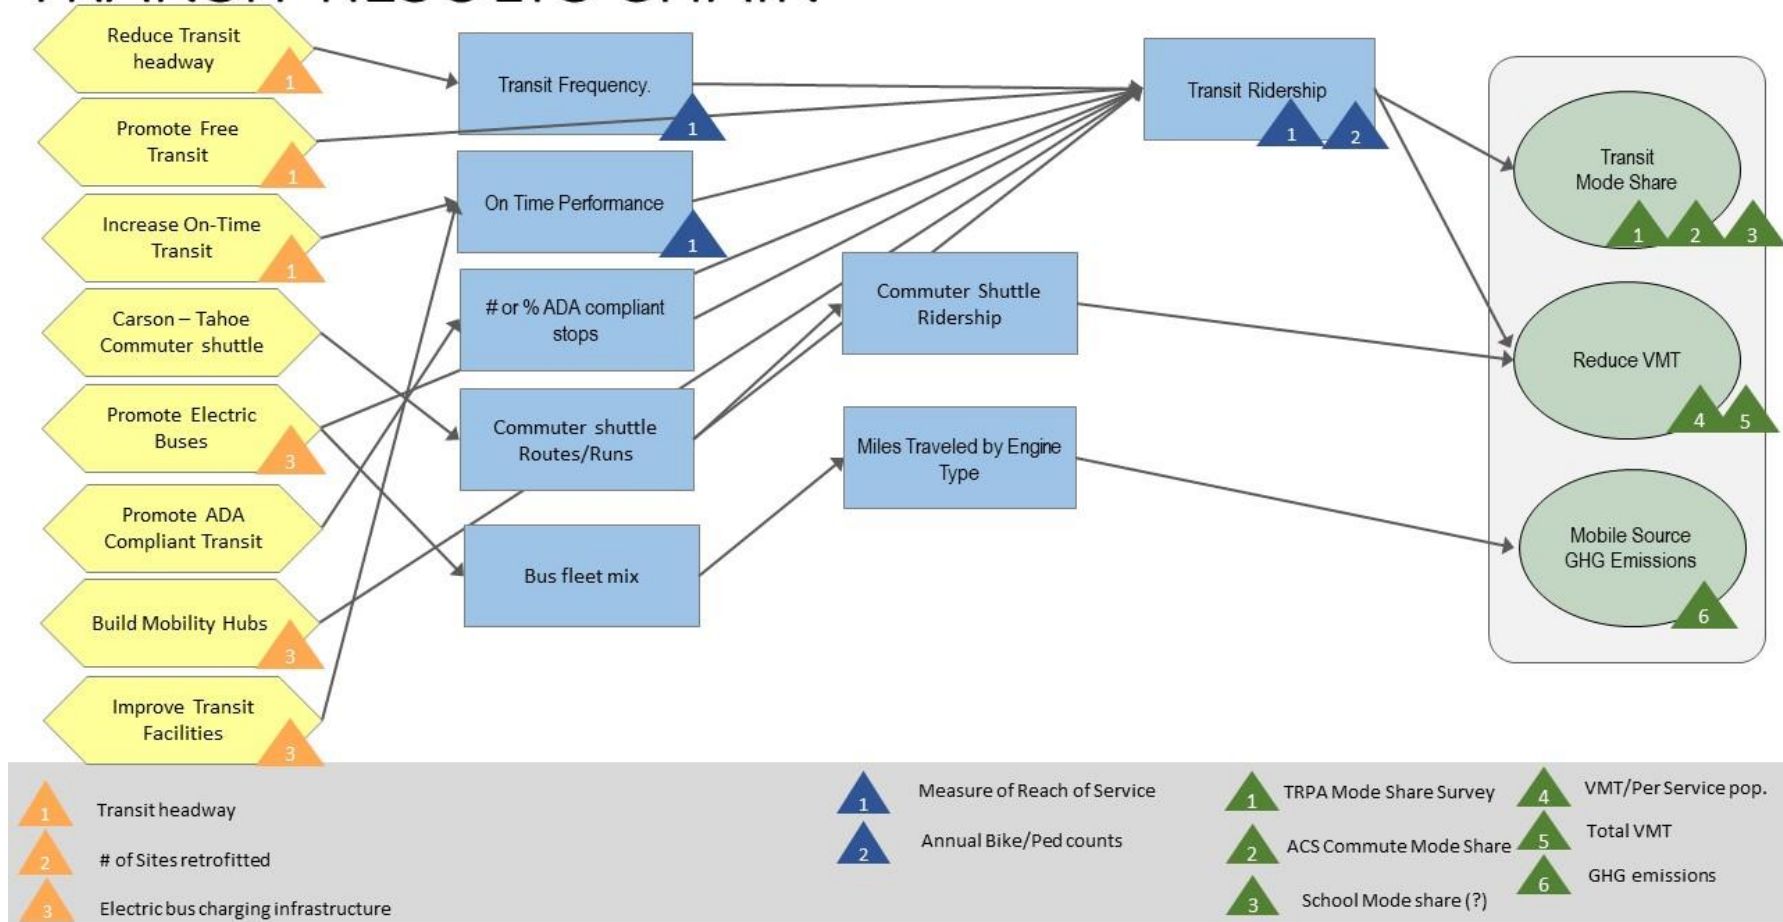 TRANSIT RESULTS CHAIN
Reduce Transit
headway
1
Promote Free
Transit
1
Increase On-Time
Transit
1
Carson – Tahoe
Commuter shuttle
Promote Electric
Buses
3
Promote ADA
Compliant Transit
Build Mobility Hubs
3
Improve Transit
Facilities
3
Transit Frequency.
1
On Time Performance
1
# or % ADA compliant
stops
Commuter shuttle
Routes/Runs
Bus fleet mix
Commuter Shuttle
Ridership
Miles Traveled by Engine
Type
Transit Ridership
1
2
Transit
Mode Share
1
2
3
Reduce VMT
4
5
Mobile Source
GHG Emissions
6
1 Transit headway
2 # of Sites retrofitted
3 Electric bus charging infrastructure
1 Measure of Reach of Service
2 Annual Bike/Ped counts
1 TRPA Mode Share Survey
2 ACS Commute Mode Share
3 School Mode share (?)
4 VMT/Per Service pop.
5 Total VMT
6 GHG emissions